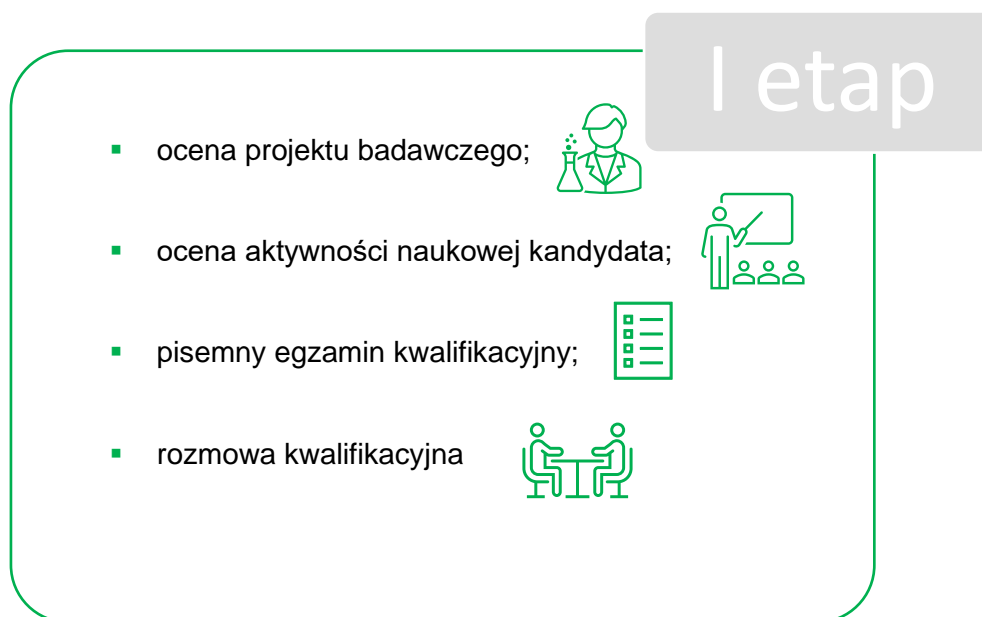 I etap
▪ ocena projektu badawczego;
▪ ocena aktywności naukowej kandydata;
▪ pisemny egzamin kwalifikacyjny;
▪ rozmowa kwalifikacyjna